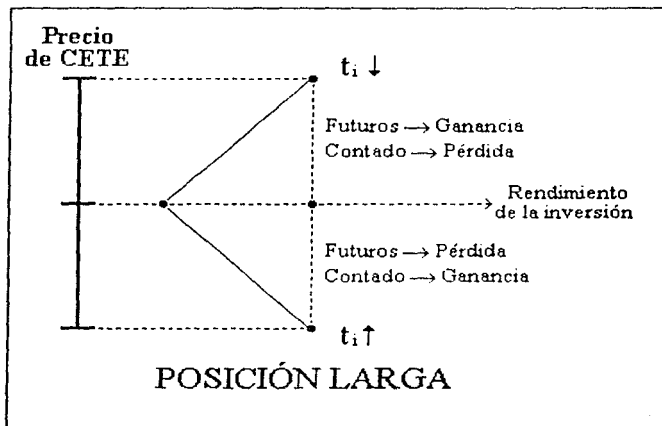 Precio
de CETE
tᵢ ↓
Futuros → Ganancia
Contado → Pérdida
Rendimiento
de la inversión
Futuros → Pérdida
Contado → Ganancia
tᵢ ↑
POSICIÓN LARGA